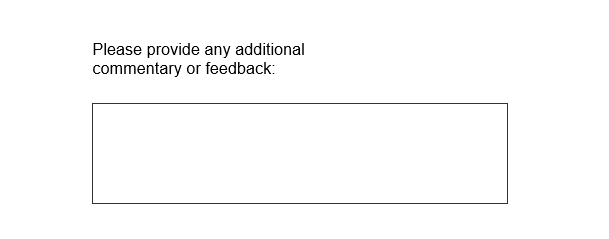 Please provide any additional
commentary or feedback: